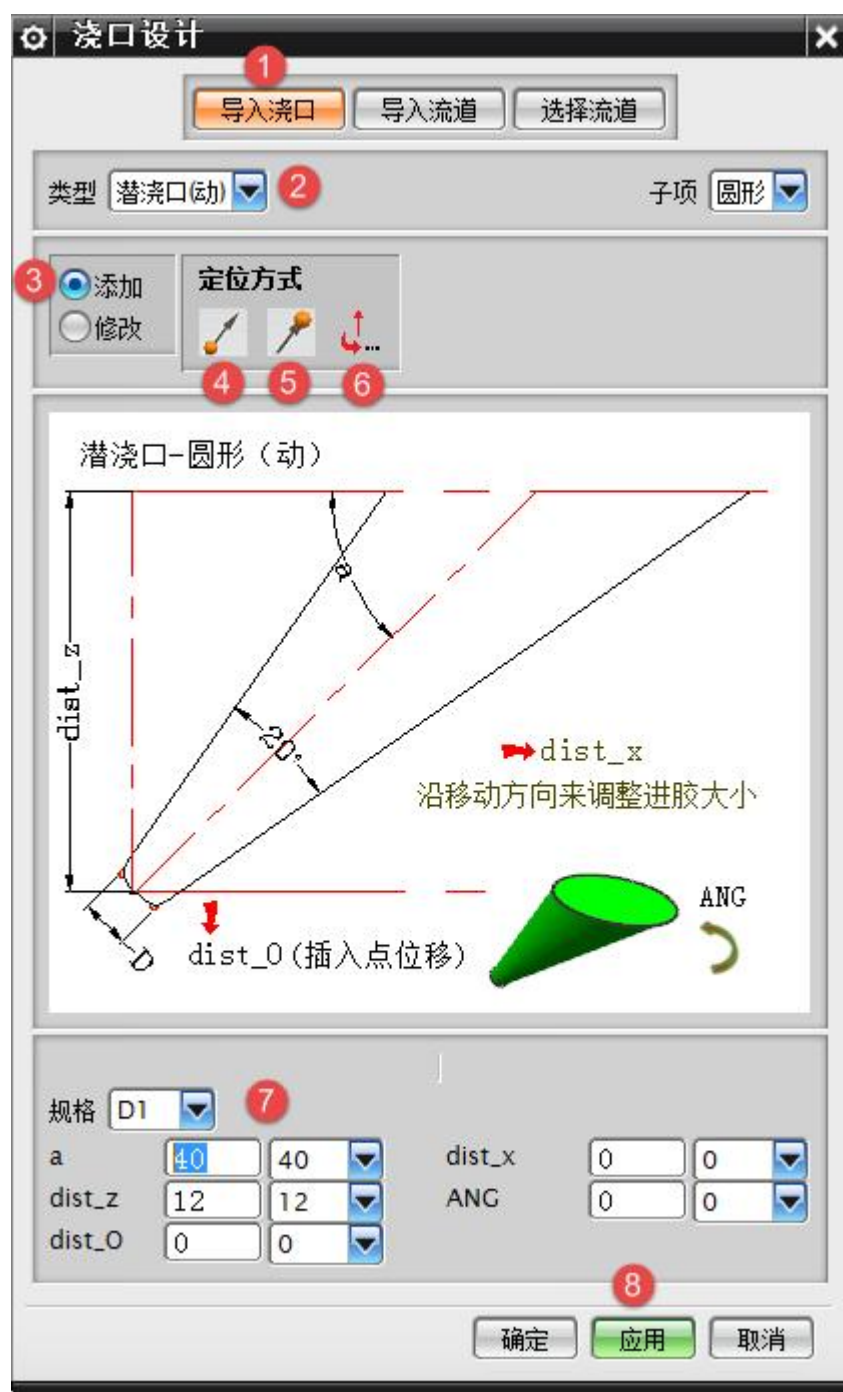 浇口设计
1
导入浇口 导入流道 选择流道
类型 潜浇口(动) 2 子项 圆形
3 添加 定位方式
修改
4 5 6
潜浇口-圆形（动）
a
dist_z
20°
dist_x
沿移动方向来调整进胶大小
ANG
D
dist_O(插入点位移)
规格 D1 7
a 40 40 dist_x 0 0
dist_z 12 12 ANG 0 0
dist_O 0 0
8
确定 应用 取消